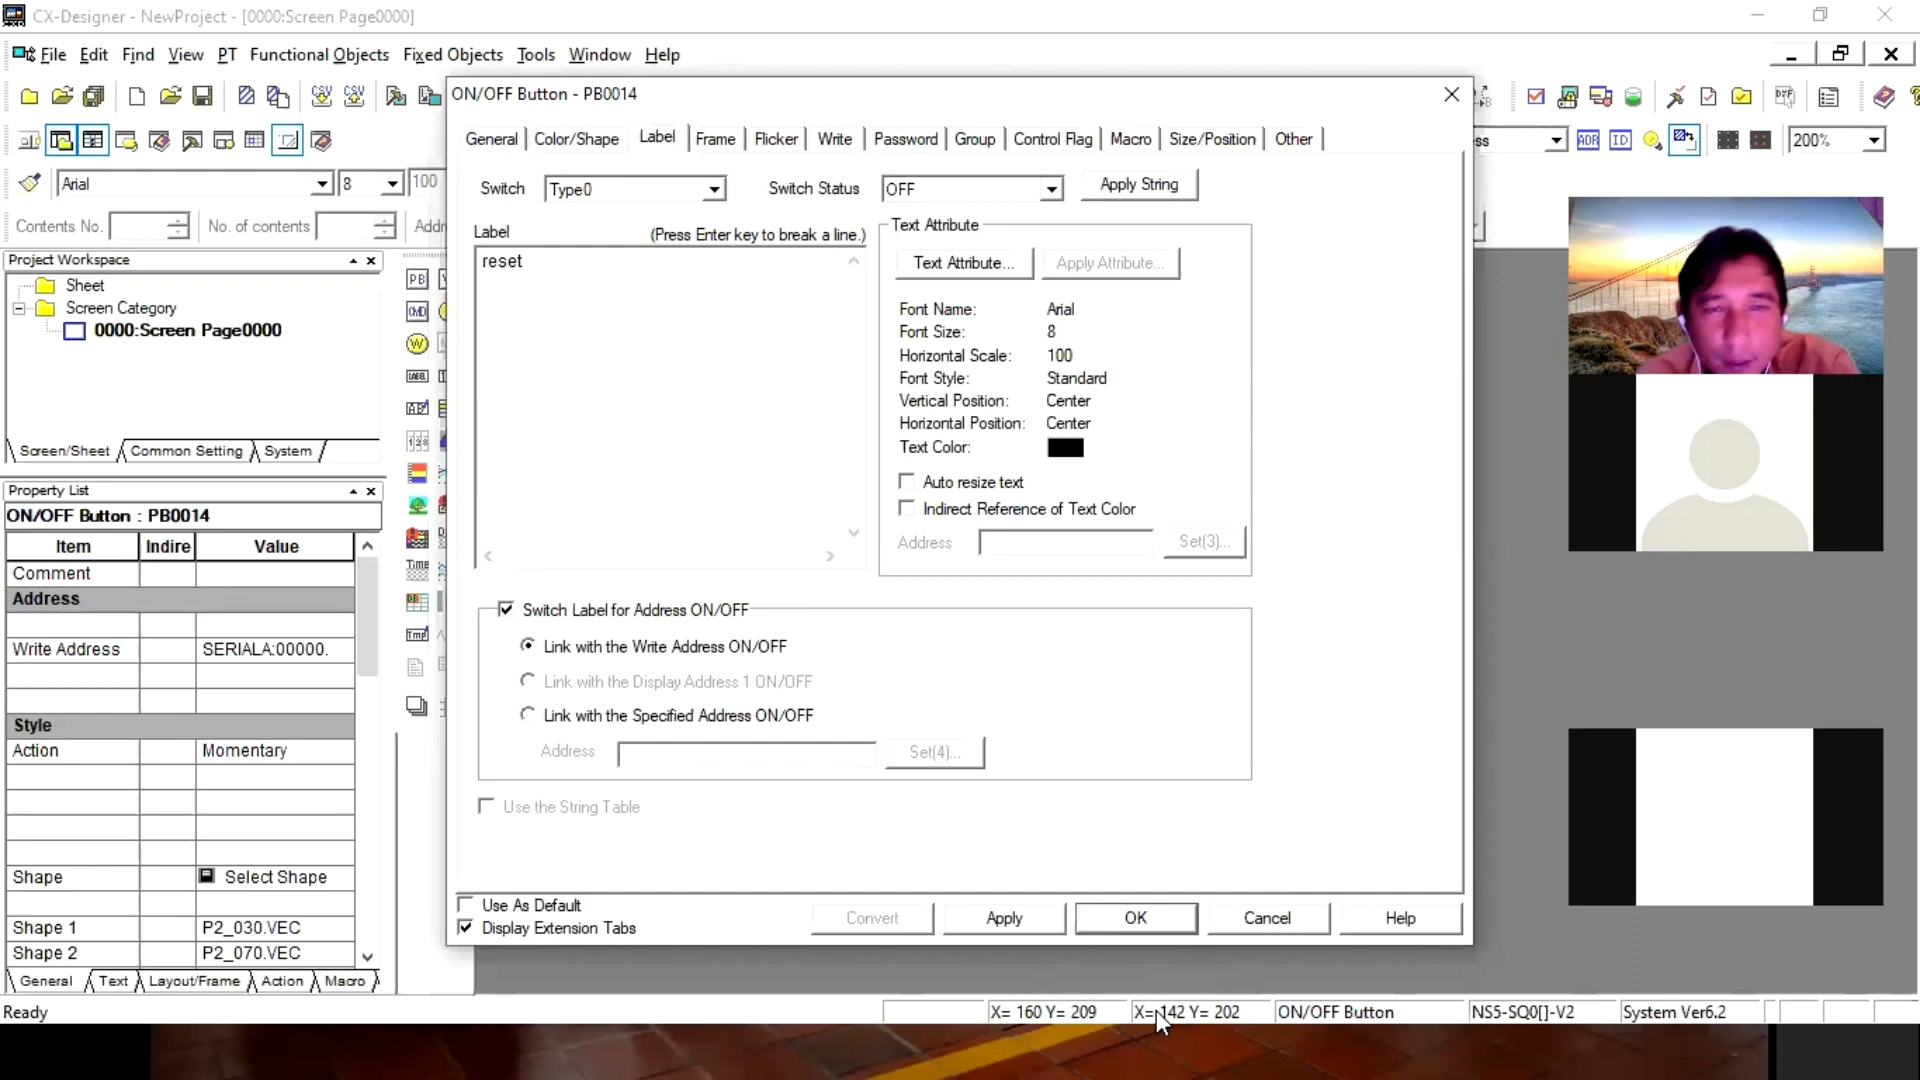 CX-Designer - NewProject - [0000:Screen Page0000]
File Edit Find View PT Functional Objects Fixed Objects Tools Window Help
ON/OFF Button - PB0014
General Color/Shape Label Frame Flicker Write Password Group Control Flag Macro Size/Position Other
200%
Arial 8 100
Switch Type0 Switch Status OFF Apply String
Contents No. No. of contents
Label (Press Enter key to break a line.)
reset
Text Attribute
Text Attribute... Apply Attribute...
Font Name: Arial
Font Size: 8
Horizontal Scale: 100
Font Style: Standard
Vertical Position: Center
Horizontal Position: Center
Text Color:
Auto resize text
Indirect Reference of Text Color
Address Set(3)...
Switch Label for Address ON/OFF
Link with the Write Address ON/OFF
Link with the Display Address 1 ON/OFF
Link with the Specified Address ON/OFF
Address Set(4)...
Use the String Table
Use As Default
Display Extension Tabs
Convert Apply OK Cancel Help
Project Workspace
Sheet
Screen Category
0000:Screen Page0000
Screen/Sheet Common Setting System
Property List
ON/OFF Button : PB0014
Item Indire Value
Comment
Address
Write Address SERIALA:00000.
Style
Action Momentary
Shape Select Shape
Shape 1 P2_030.VEC
Shape 2 P2_070.VEC
General Text Layout/Frame Action Macro
Ready X= 160 Y= 209 X= 142 Y= 202 ON/OFF Button NS5-SQ0[]-V2 System Ver6.2